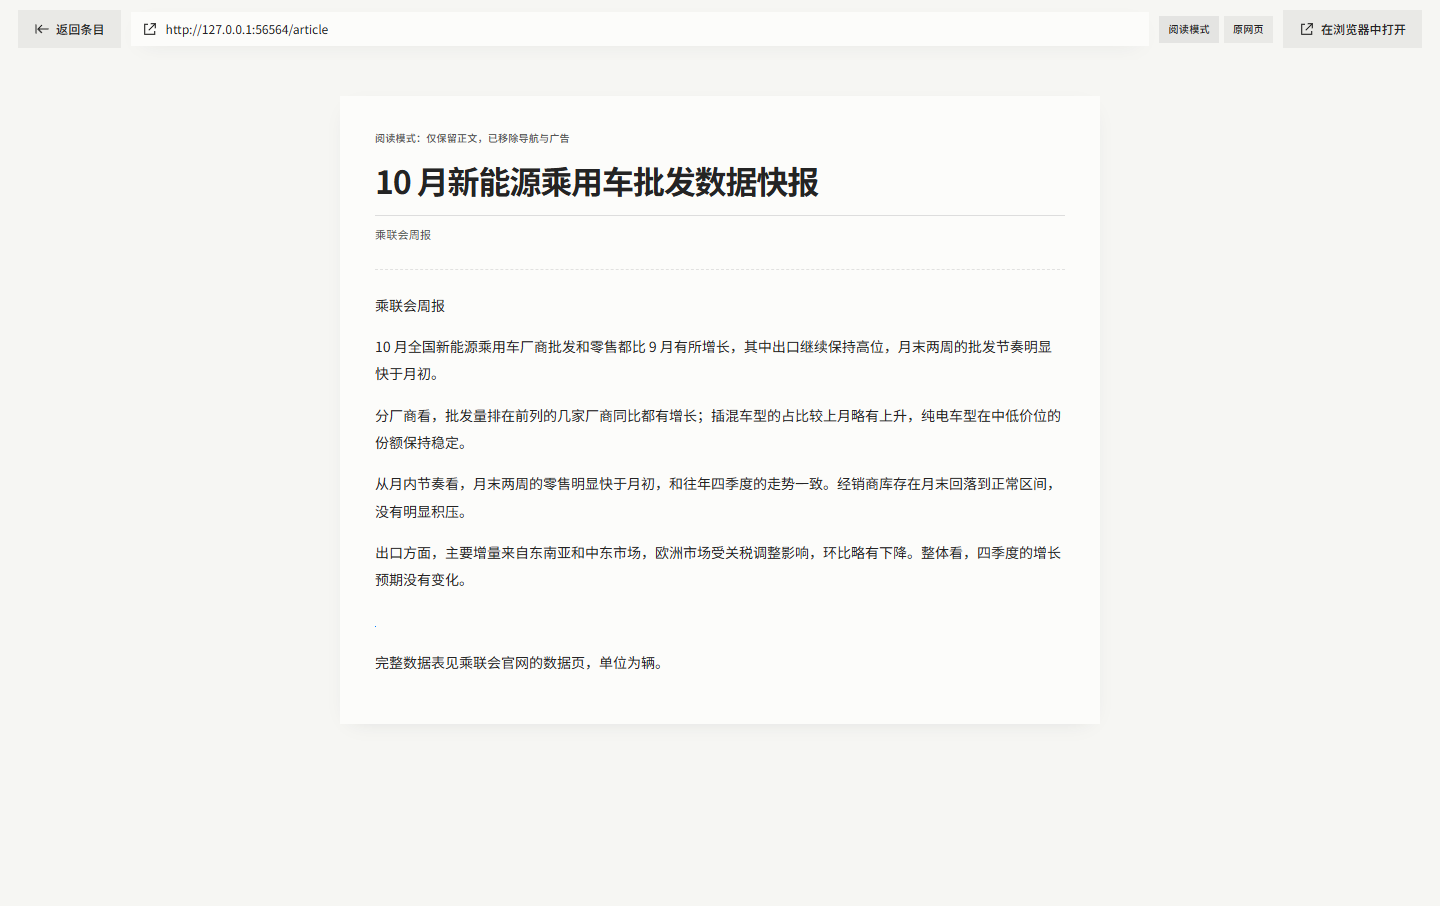 返回条目
http://127.0.0.1:56564/article
阅读模式
原网页
在浏览器中打开
阅读模式：仅保留正文，已移除导航与广告
10 月新能源乘用车批发数据快报
乘联会周报
乘联会周报
10 月全国新能源乘用车厂商批发和零售都比 9 月有所增长，其中出口继续保持高位，月末两周的批发节奏明显
快于月初。
分厂商看，批发量排在前列的几家厂商同比都有增长；插混车型的占比较上月略有上升，纯电车型在中低价位的
份额保持稳定。
从月内节奏看，月末两周的零售明显快于月初，和往年四季度的走势一致。经销商库存在月末回落到正常区间，
没有明显积压。
出口方面，主要增量来自东南亚和中东市场，欧洲市场受关税调整影响，环比略有下降。整体看，四季度的增长
预期没有变化。
.
完整数据表见乘联会官网的数据页，单位为辆。